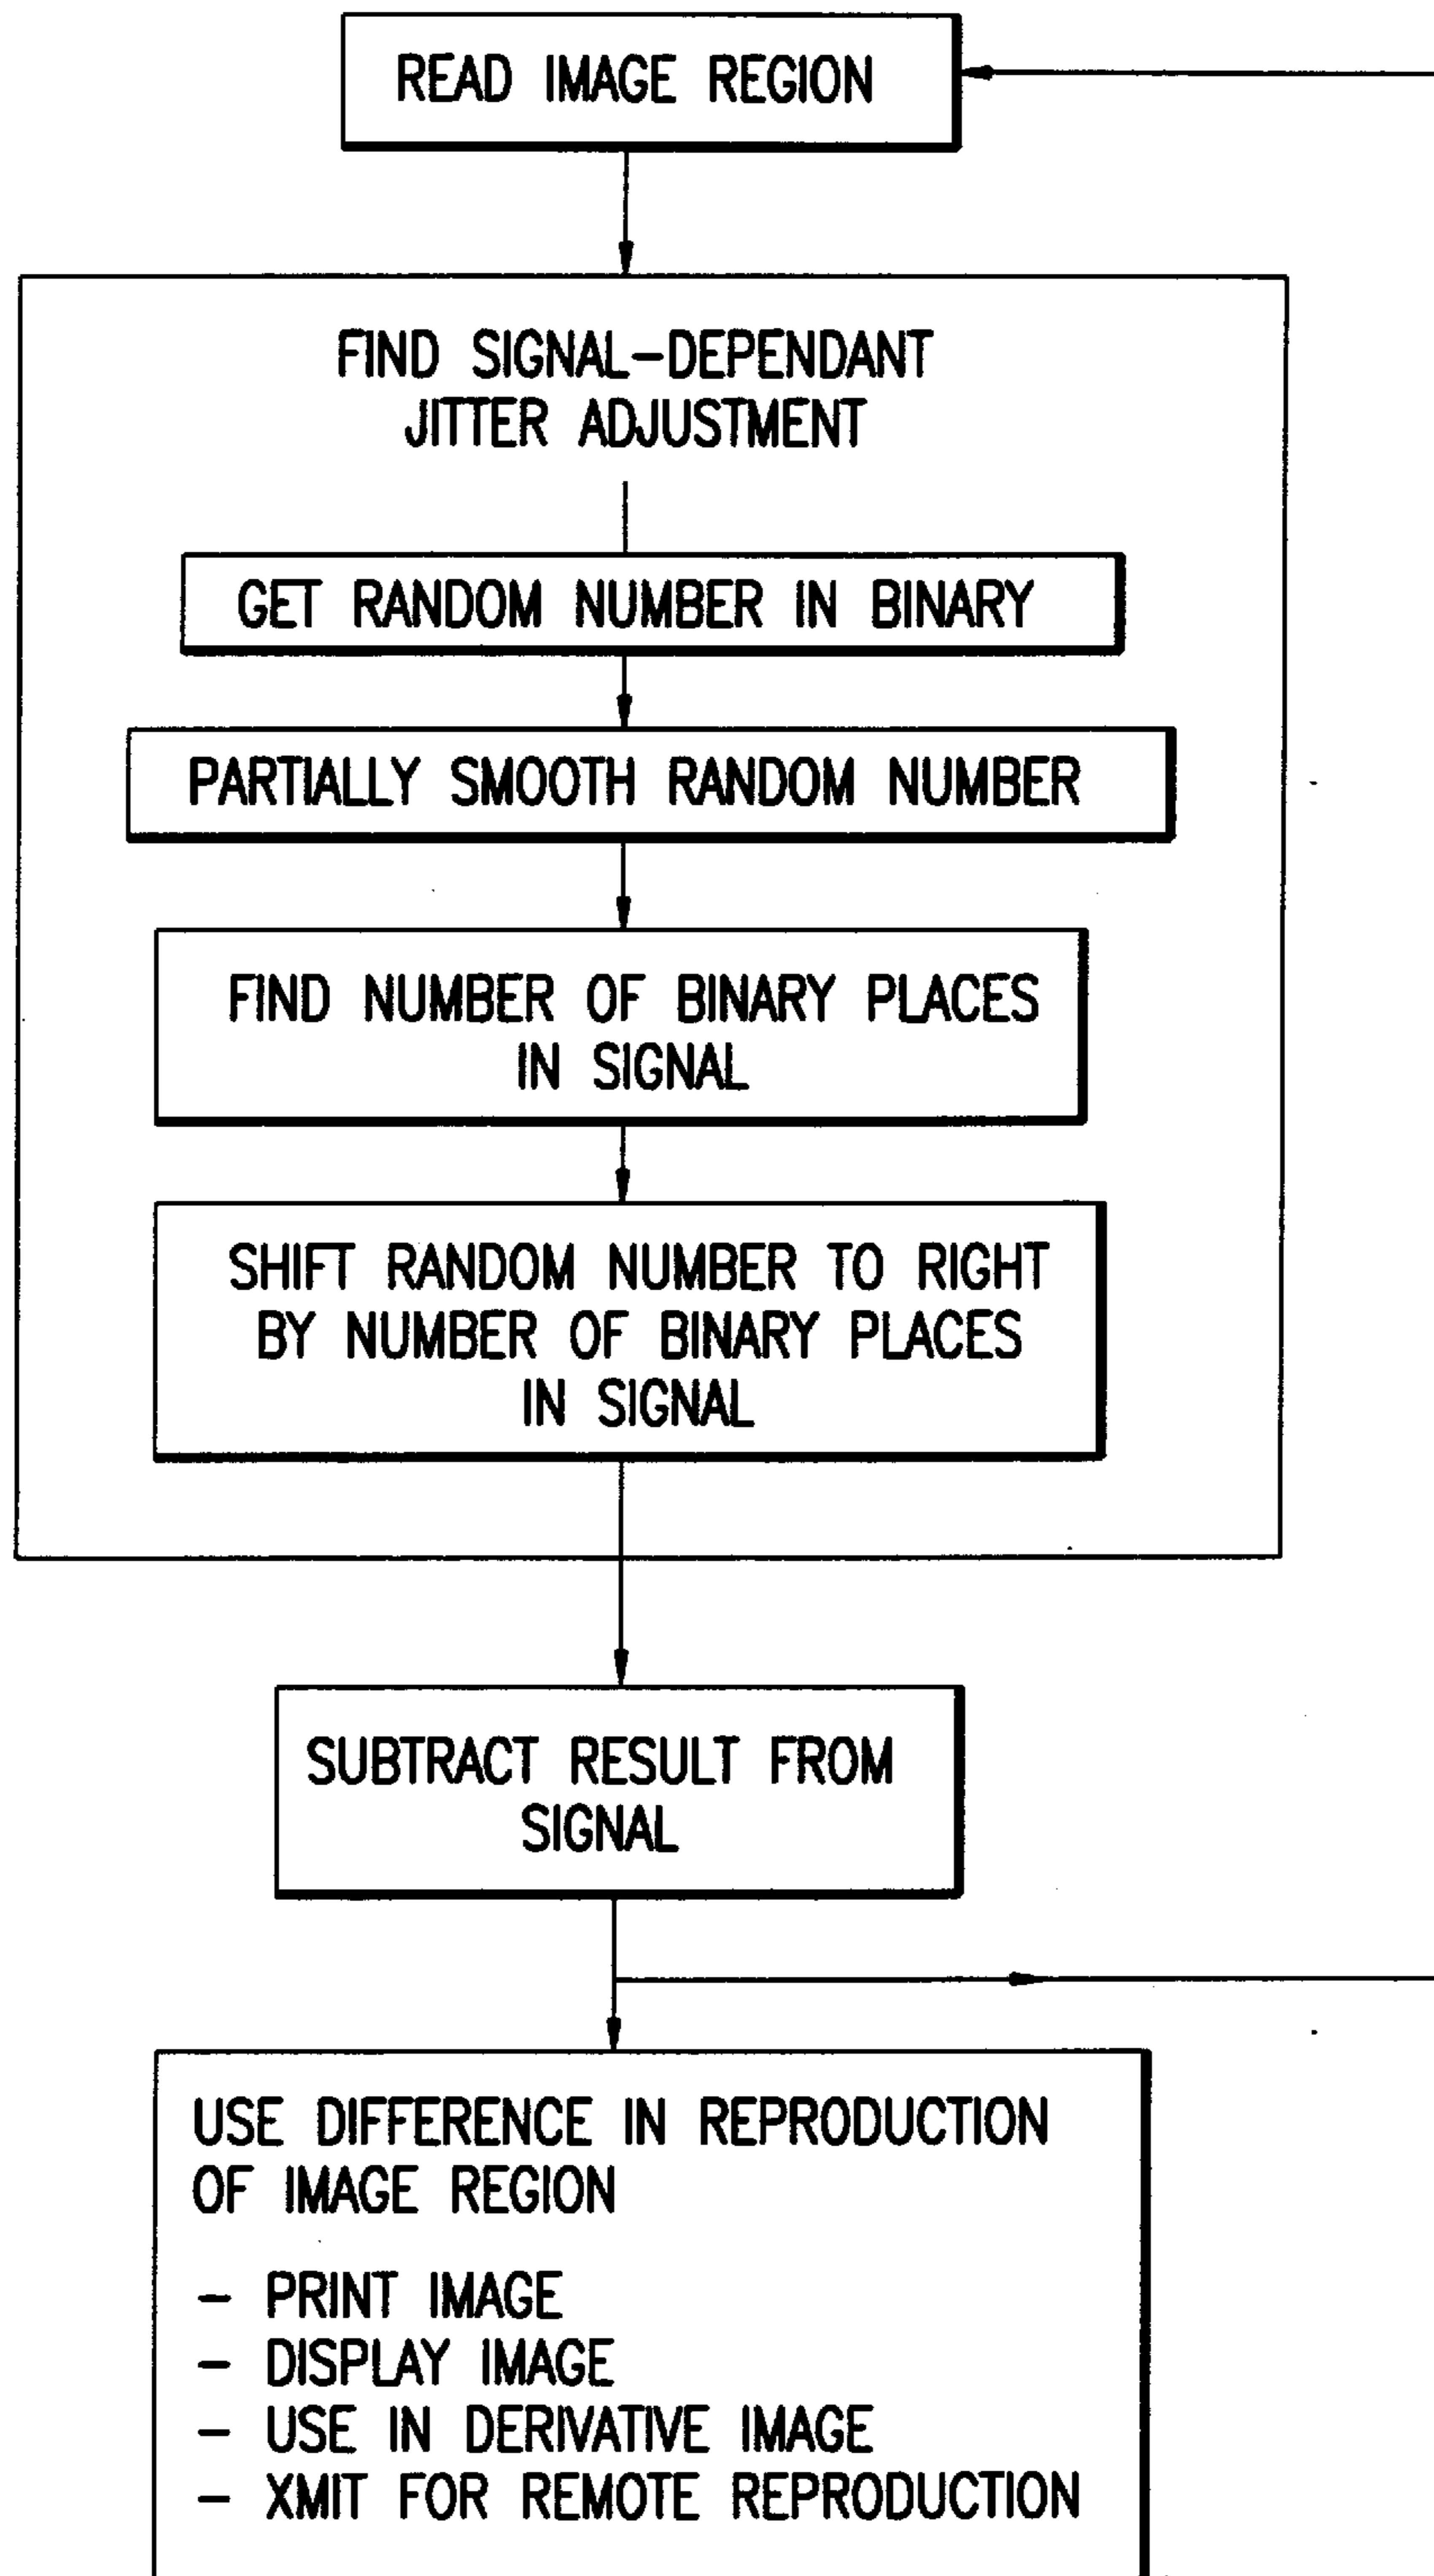 READ IMAGE REGION
FIND SIGNAL-DEPENDANT
JITTER ADJUSTMENT
GET RANDOM NUMBER IN BINARY
PARTIALLY SMOOTH RANDOM NUMBER
FIND NUMBER OF BINARY PLACES
IN SIGNAL
SHIFT RANDOM NUMBER TO RIGHT
BY NUMBER OF BINARY PLACES
IN SIGNAL
SUBTRACT RESULT FROM
SIGNAL
USE DIFFERENCE IN REPRODUCTION
OF IMAGE REGION
- PRINT IMAGE
- DISPLAY IMAGE
- USE IN DERIVATIVE IMAGE
- XMIT FOR REMOTE REPRODUCTION